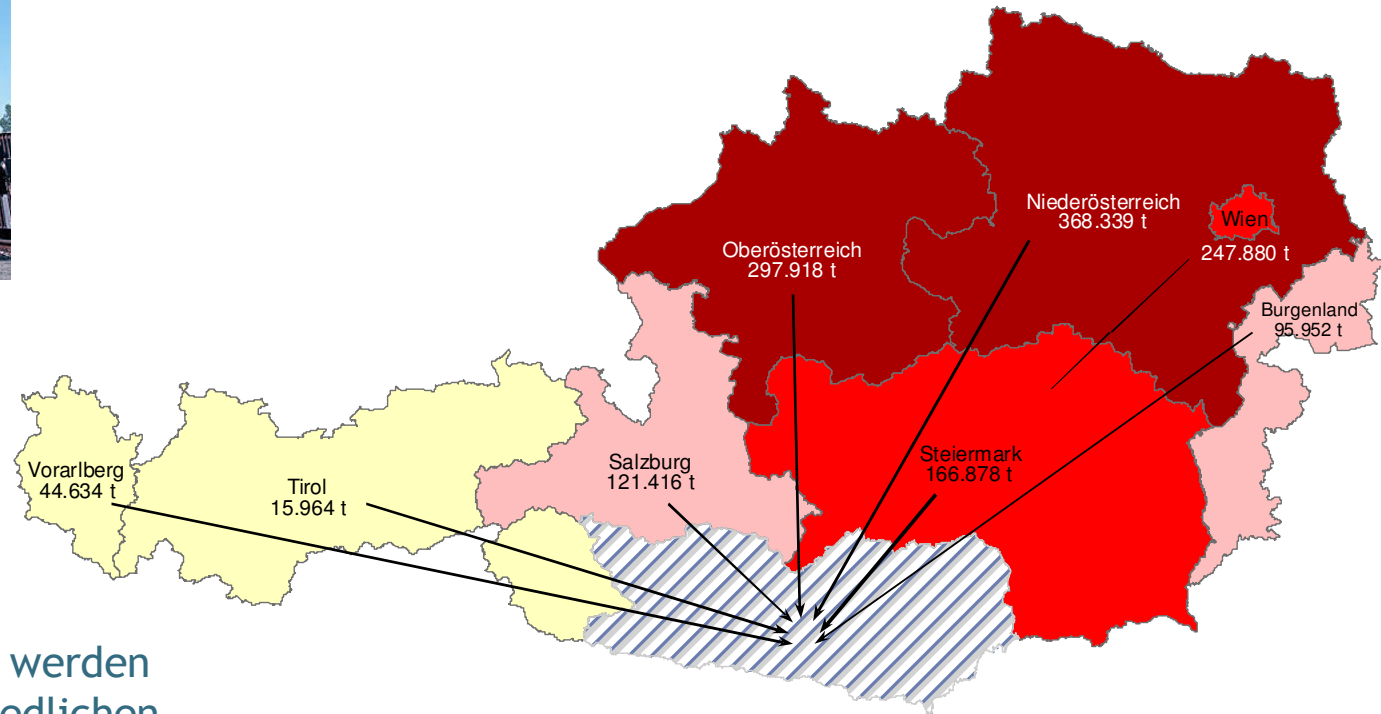 Niederösterreich
368.339 t
Wien
247.880 t
Oberösterreich
297.918 t
Burgenland
95.952 t
Steiermark
166.878 t
Salzburg
121.416 t
Vorarlberg
44.634 t
Tirol
15.964 t
werden